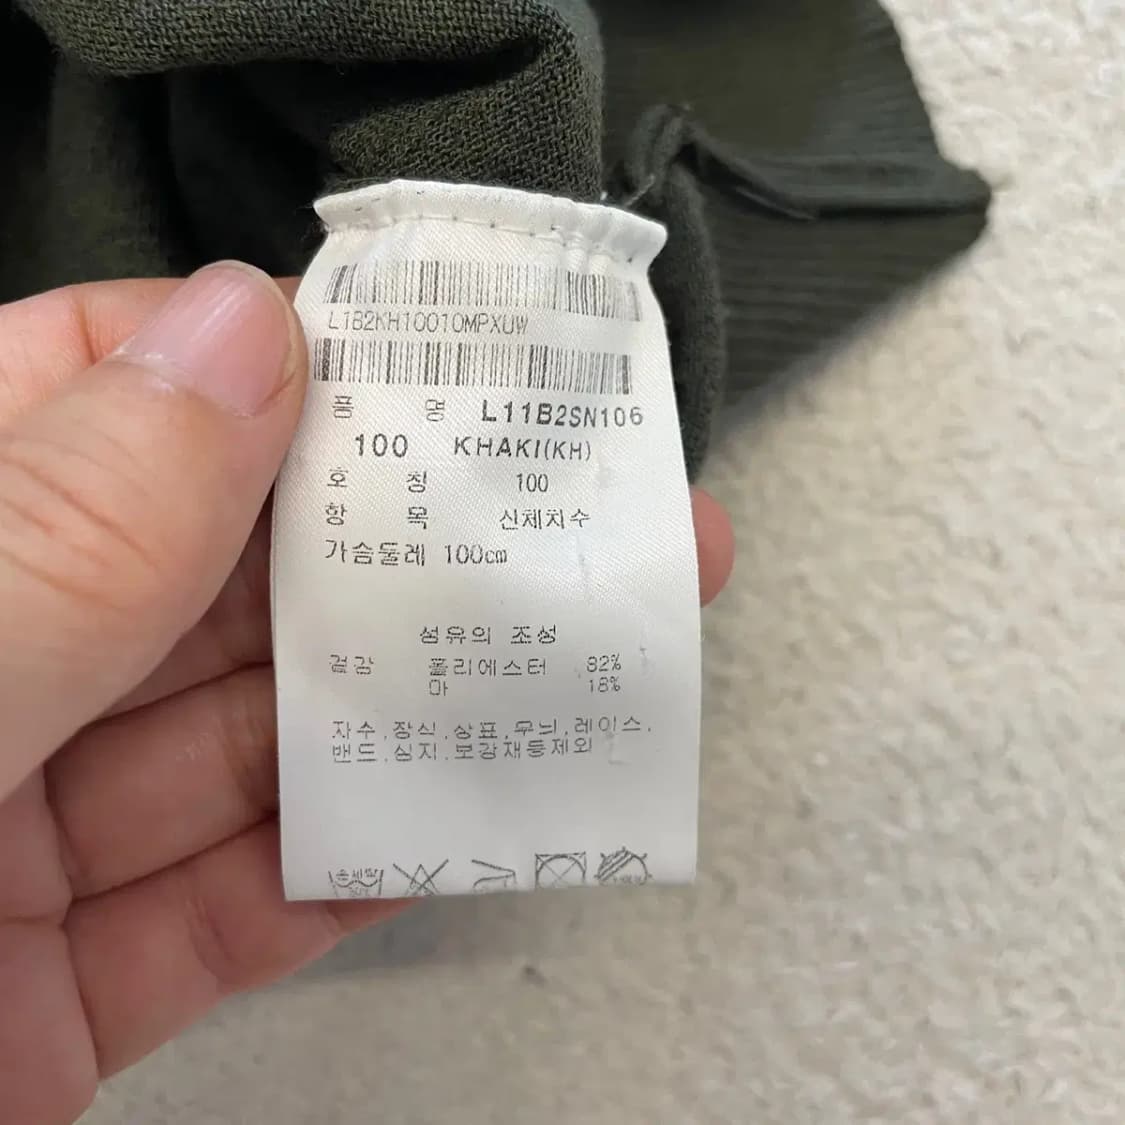 L1B2KH10010MPXUW
품 명 L11B2SN106
100 KHAKI(KH)
호 칭 100
항 목 신체치수
가슴둘레 100cm
섬유의 조성
겉감 폴리에스터 82%
마 18%
자수,장식,상표,무늬,레이스,
밴드,심지,보강재등제외
손세탁